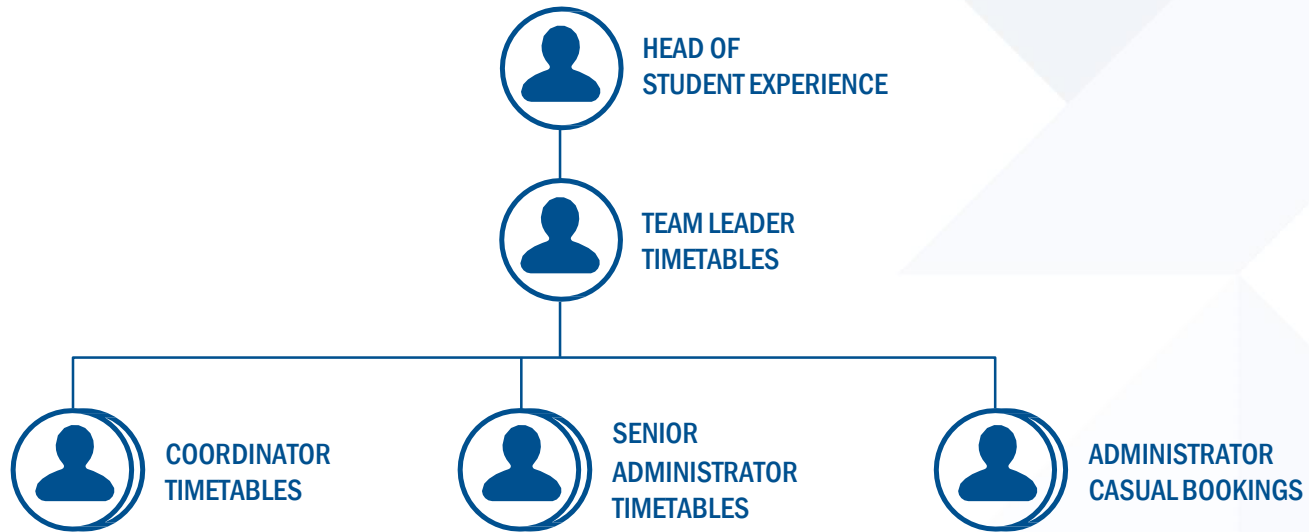 HEAD OF
STUDENT EXPERIENCE
TEAM LEADER
TIMETABLES
COORDINATOR
TIMETABLES
SENIOR
ADMINISTRATOR
TIMETABLES
ADMINISTRATOR
CASUAL BOOKINGS